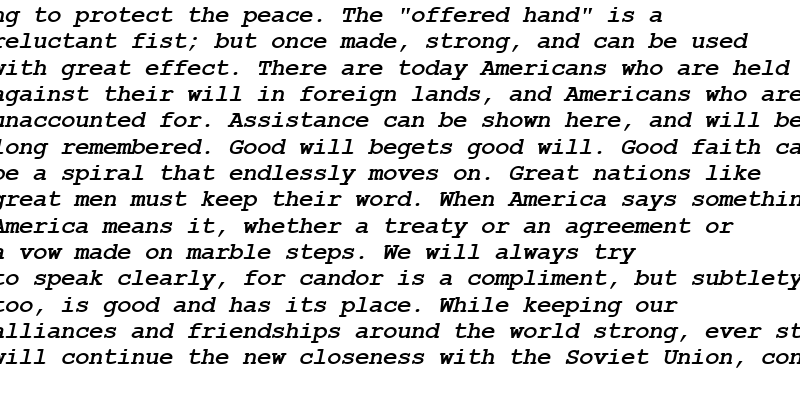 ng to protect the peace. The "offered hand" is a
reluctant fist; but once made, strong, and can be used
with great effect. There are today Americans who are held
against their will in foreign lands, and Americans who are
unaccounted for. Assistance can be shown here, and will be
long remembered. Good will begets good will. Good faith ca
be a spiral that endlessly moves on. Great nations like
great men must keep their word. When America says somethin
America means it, whether a treaty or an agreement or
a vow made on marble steps. We will always try
to speak clearly, for candor is a compliment, but subtlety
too, is good and has its place. While keeping our
alliances and friendships around the world strong, ever st
will continue the new closeness with the Soviet Union, con